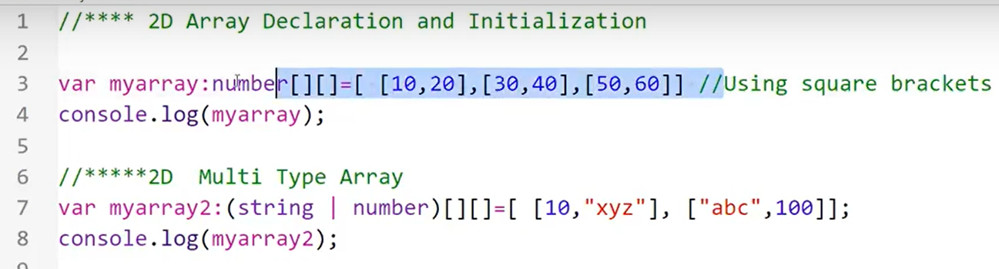 1 //**** 2D Array Declaration and Initialization
2
3 var myarray:number[][]=[ [10,20],[30,40],[50,60]] //Using square brackets
4 console.log(myarray);
5
6 //*****2D  Multi Type Array
7 var myarray2:(string | number)[][]=[ [10,"xyz"], ["abc",100]];
8 console.log(myarray2);